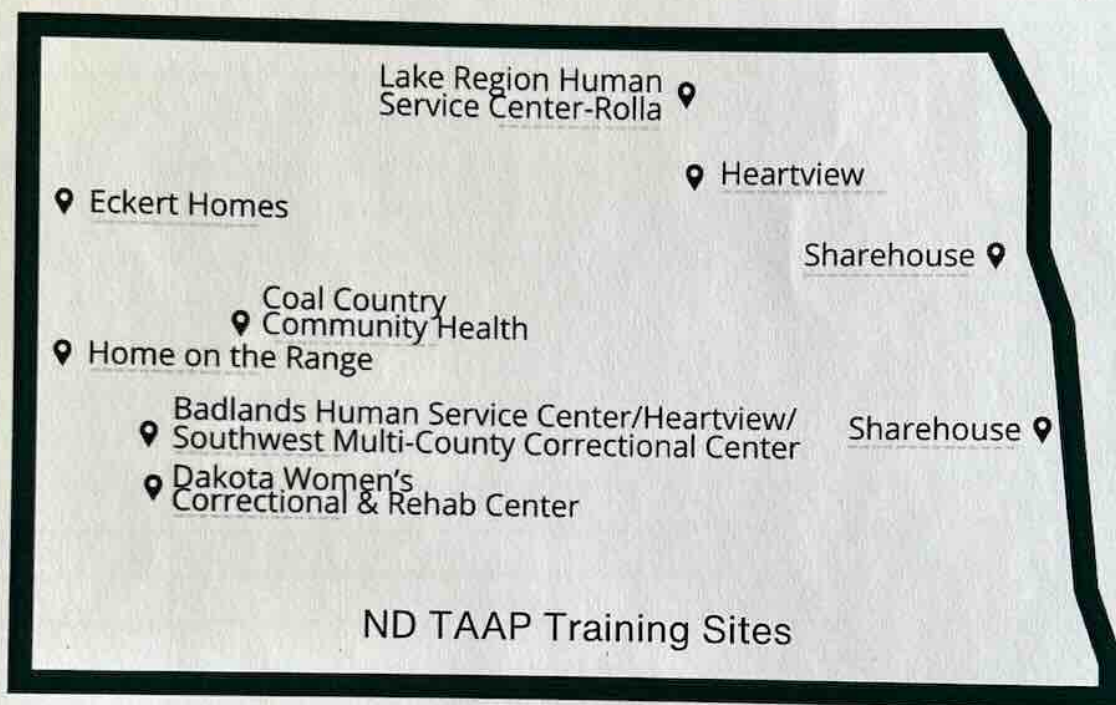 Lake Region Human
Service Center-Rolla
Heartview
Eckert Homes
Sharehouse
Coal Country
Community Health
Home on the Range
Badlands Human Service Center/Heartview/
Southwest Multi-County Correctional Center
Sharehouse
Dakota Women's
Correctional & Rehab Center
ND TAAP Training Sites